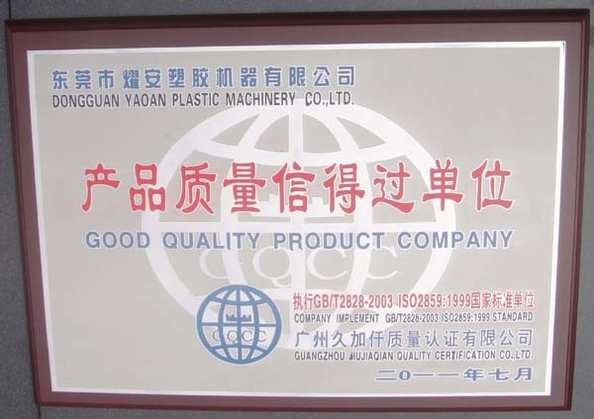 东莞市耀安塑胶机器有限公司
DONGGUAN YAOAN PLASTIC MACHINERY CO.,LTD.
产品质量信得过单位
GOOD QUALITY PRODUCT COMPANY
GQCC
执行GB/T2828-2003 ISO2859:1999国家标准单位
COMPANY IMPLEMENT GB/T2828-2003 ISO2859:1999 STANDARD
GQCC
广州久加仟质量认证有限公司
GUANGZHOU JIUJIAQIAN QUALITY CERTIFICATION CO.LTD.
二〇一一年七月